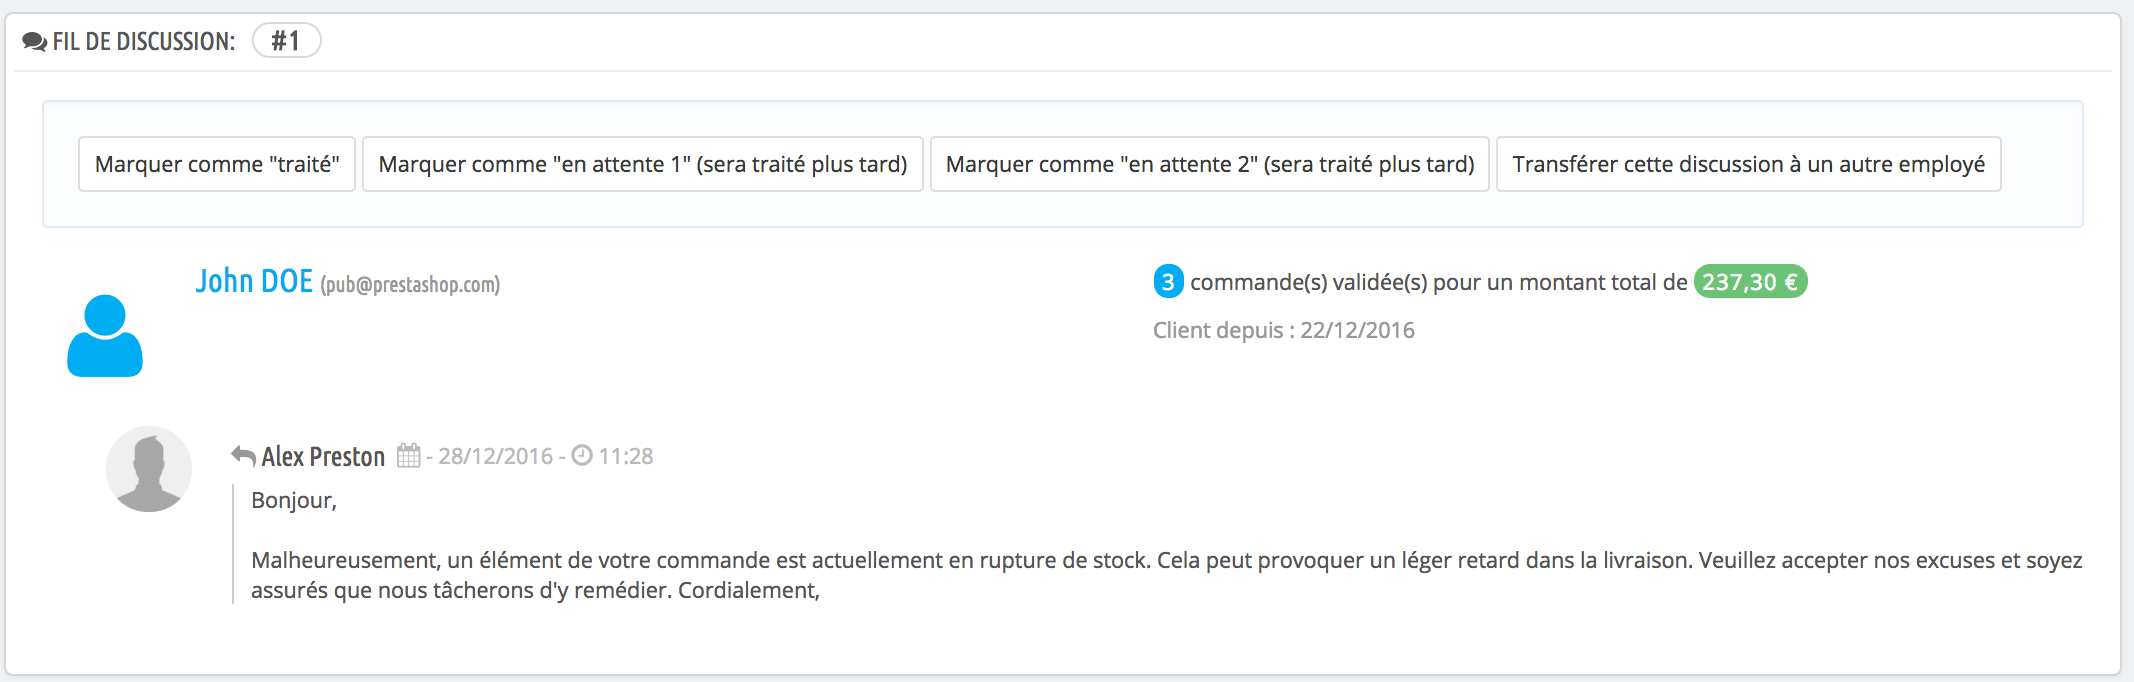 FIL DE DISCUSSION: #1
Marquer comme "traité" Marquer comme "en attente 1" (sera traité plus tard) Marquer comme "en attente 2" (sera traité plus tard) Transférer cette discussion à un autre employé
John DOE (pub@prestashop.com)
3 commande(s) validée(s) pour un montant total de 237,30 €
Client depuis : 22/12/2016
Alex Preston - 28/12/2016 - 11:28
Bonjour,
Malheureusement, un élément de votre commande est actuellement en rupture de stock. Cela peut provoquer un léger retard dans la livraison. Veuillez accepter nos excuses et soyez
assurés que nous tâcherons d'y remédier. Cordialement,